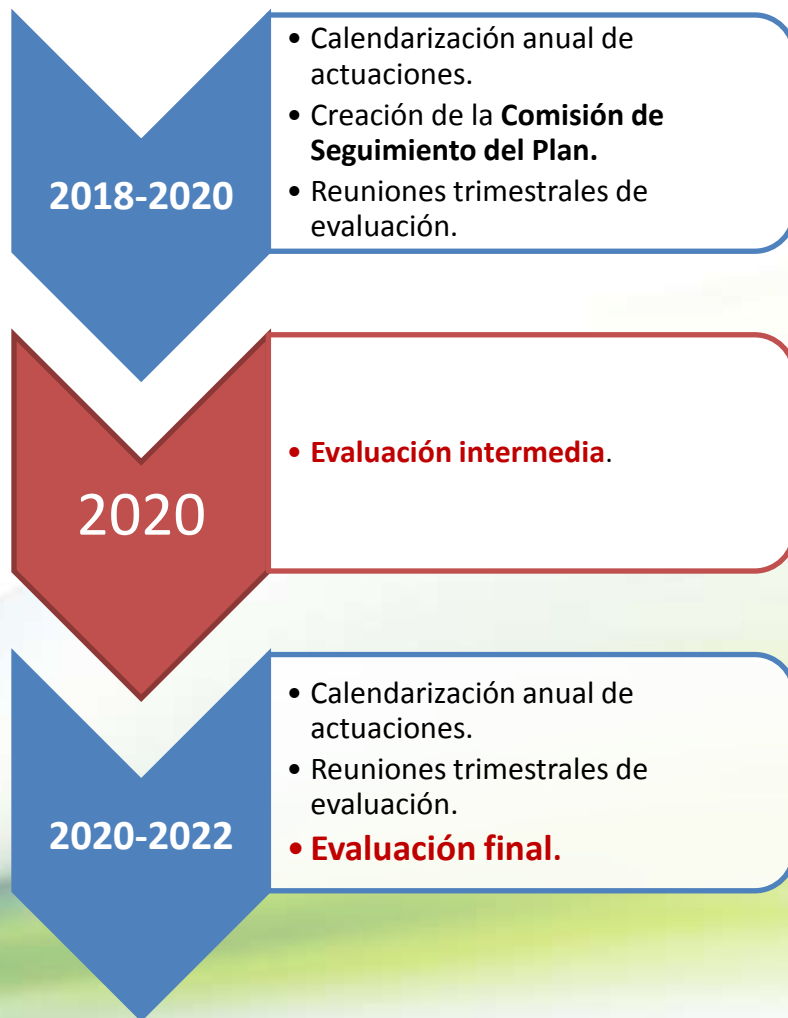 2018-2020
• Calendarización anual de
actuaciones.
• Creación de la Comisión de
Seguimiento del Plan.
• Reuniones trimestrales de
evaluación.
2020
• Evaluación intermedia.
2020-2022
• Calendarización anual de
actuaciones.
• Reuniones trimestrales de
evaluación.
• Evaluación final.